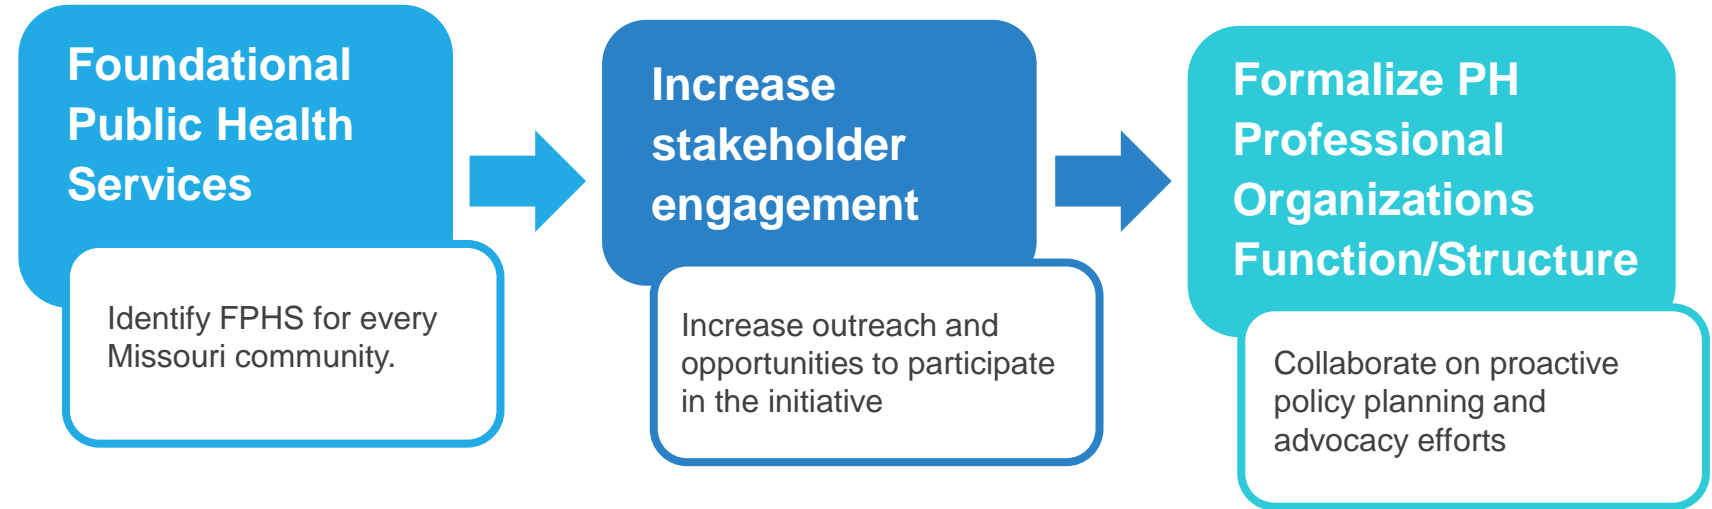 Foundational
Public Health
Services
Identify FPHS for every
Missouri community.
Increase
stakeholder
engagement
Increase outreach and
opportunities to participate
in the initiative
Formalize PH
Professional
Organizations
Function/Structure
Collaborate on proactive
policy planning and
advocacy efforts